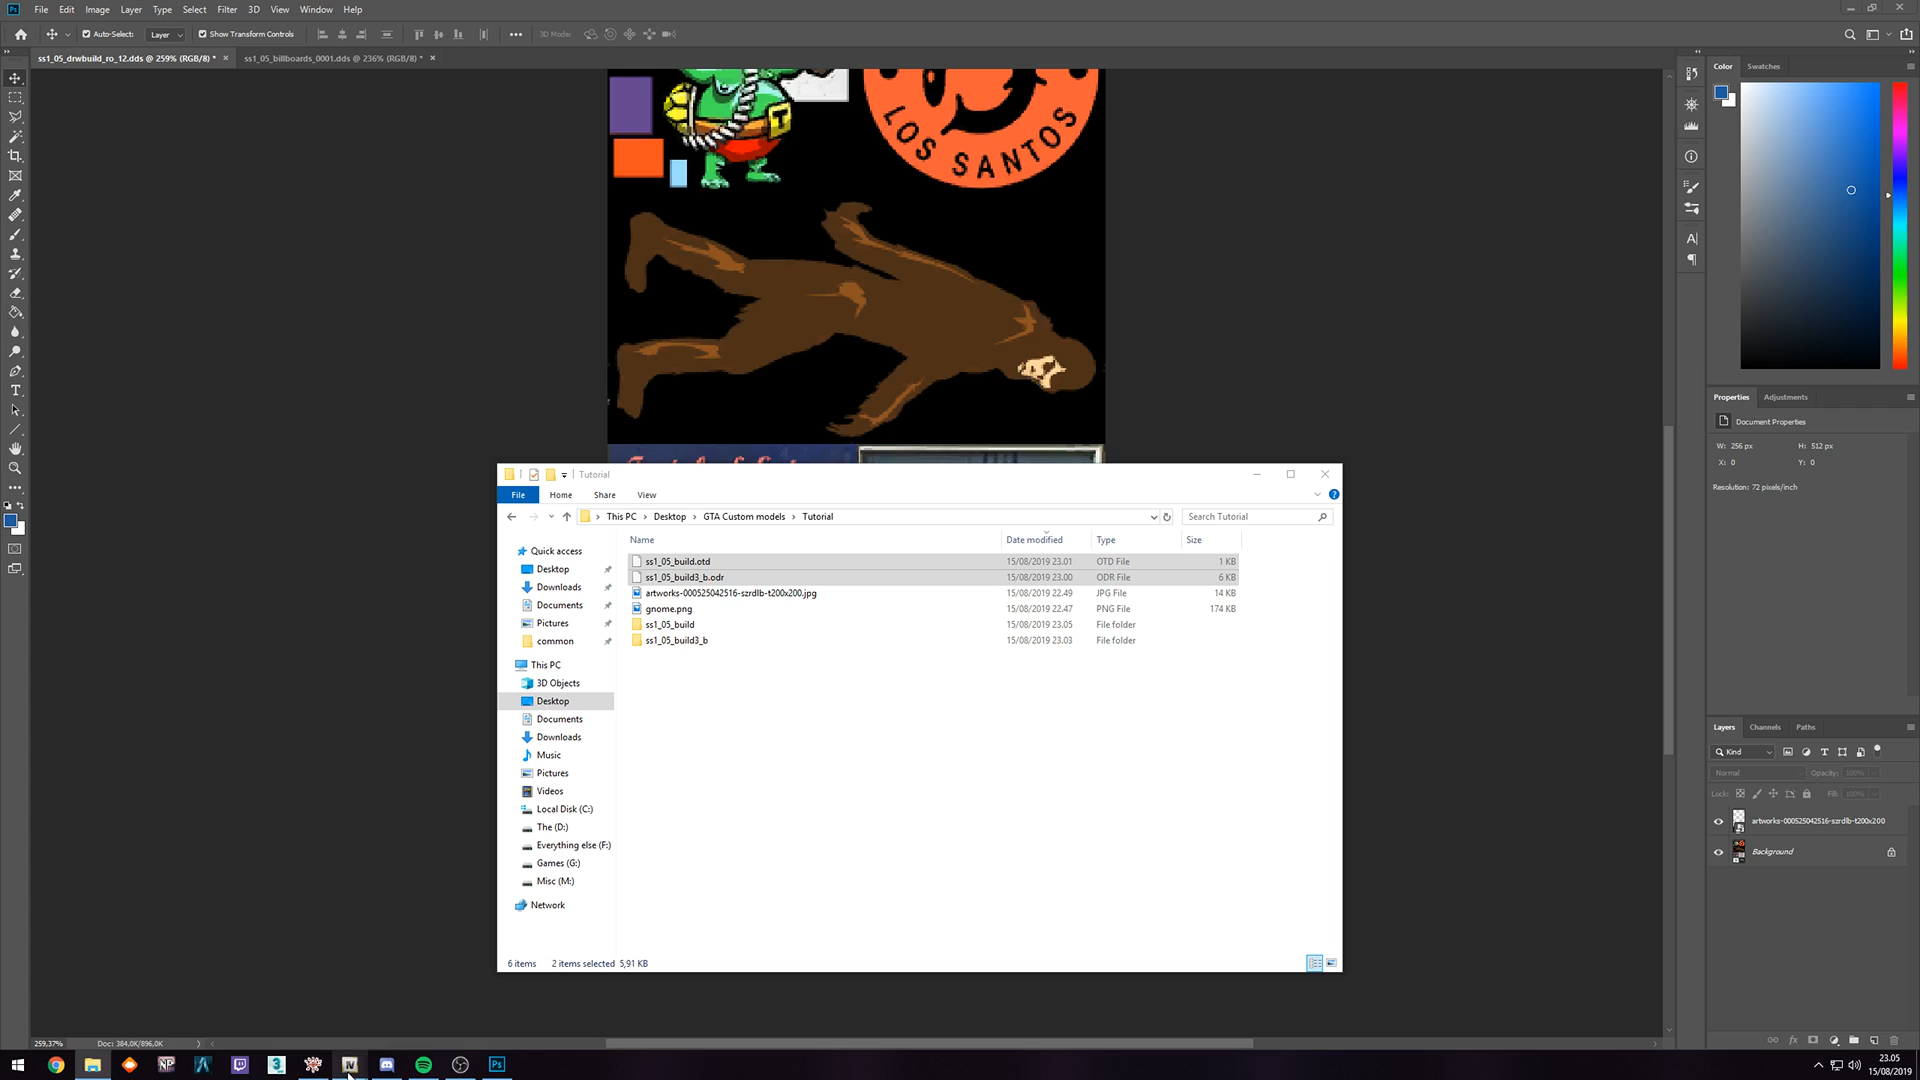 File Edit Image Layer Type Select Filter 3D View Window Help
Auto-Select: Layer Show Transform Controls 3D Mode:
ss1_05_drwbuild_ro_12.dds @ 259% (RGB/8) * ss1_05_billboards_0001.dds @ 236% (RGB/8) *
Color Swatches
T
LOS SANTOS
Properties Adjustments
Document Properties
W: 256 px H: 512 px
X: 0 Y: 0
Resolution: 72 pixels/inch
Tutorial
File Home Share View
This PC Desktop GTA Custom models Tutorial
Search Tutorial
Name Date modified Type Size
ss1_05_build.otd 15/08/2019 23.01 OTD File 1 KB
ss1_05_build3_b.odr 15/08/2019 23.00 ODR File 6 KB
artworks-000525042516-szrdlb-t200x200.jpg 15/08/2019 22.49 JPG File 14 KB
gnome.png 15/08/2019 22.47 PNG File 174 KB
ss1_05_build 15/08/2019 23.05 File folder
ss1_05_build3_b 15/08/2019 23.03 File folder
Quick access
Desktop
Downloads
Documents
Pictures
common
This PC
3D Objects
Desktop
Documents
Downloads
Music
Pictures
Videos
Local Disk (C:)
The (D:)
Everything else (F:)
Games (G:)
Misc (M:)
Network
6 items 2 items selected 5,91 KB
Layers Channels Paths
Kind
Normal Opacity: 100%
Lock: Fill: 100%
artworks-000525042516-szrdlb-t200x200
Background
259,37% Doc: 384,0K/896,0K
23.05
15/08/2019